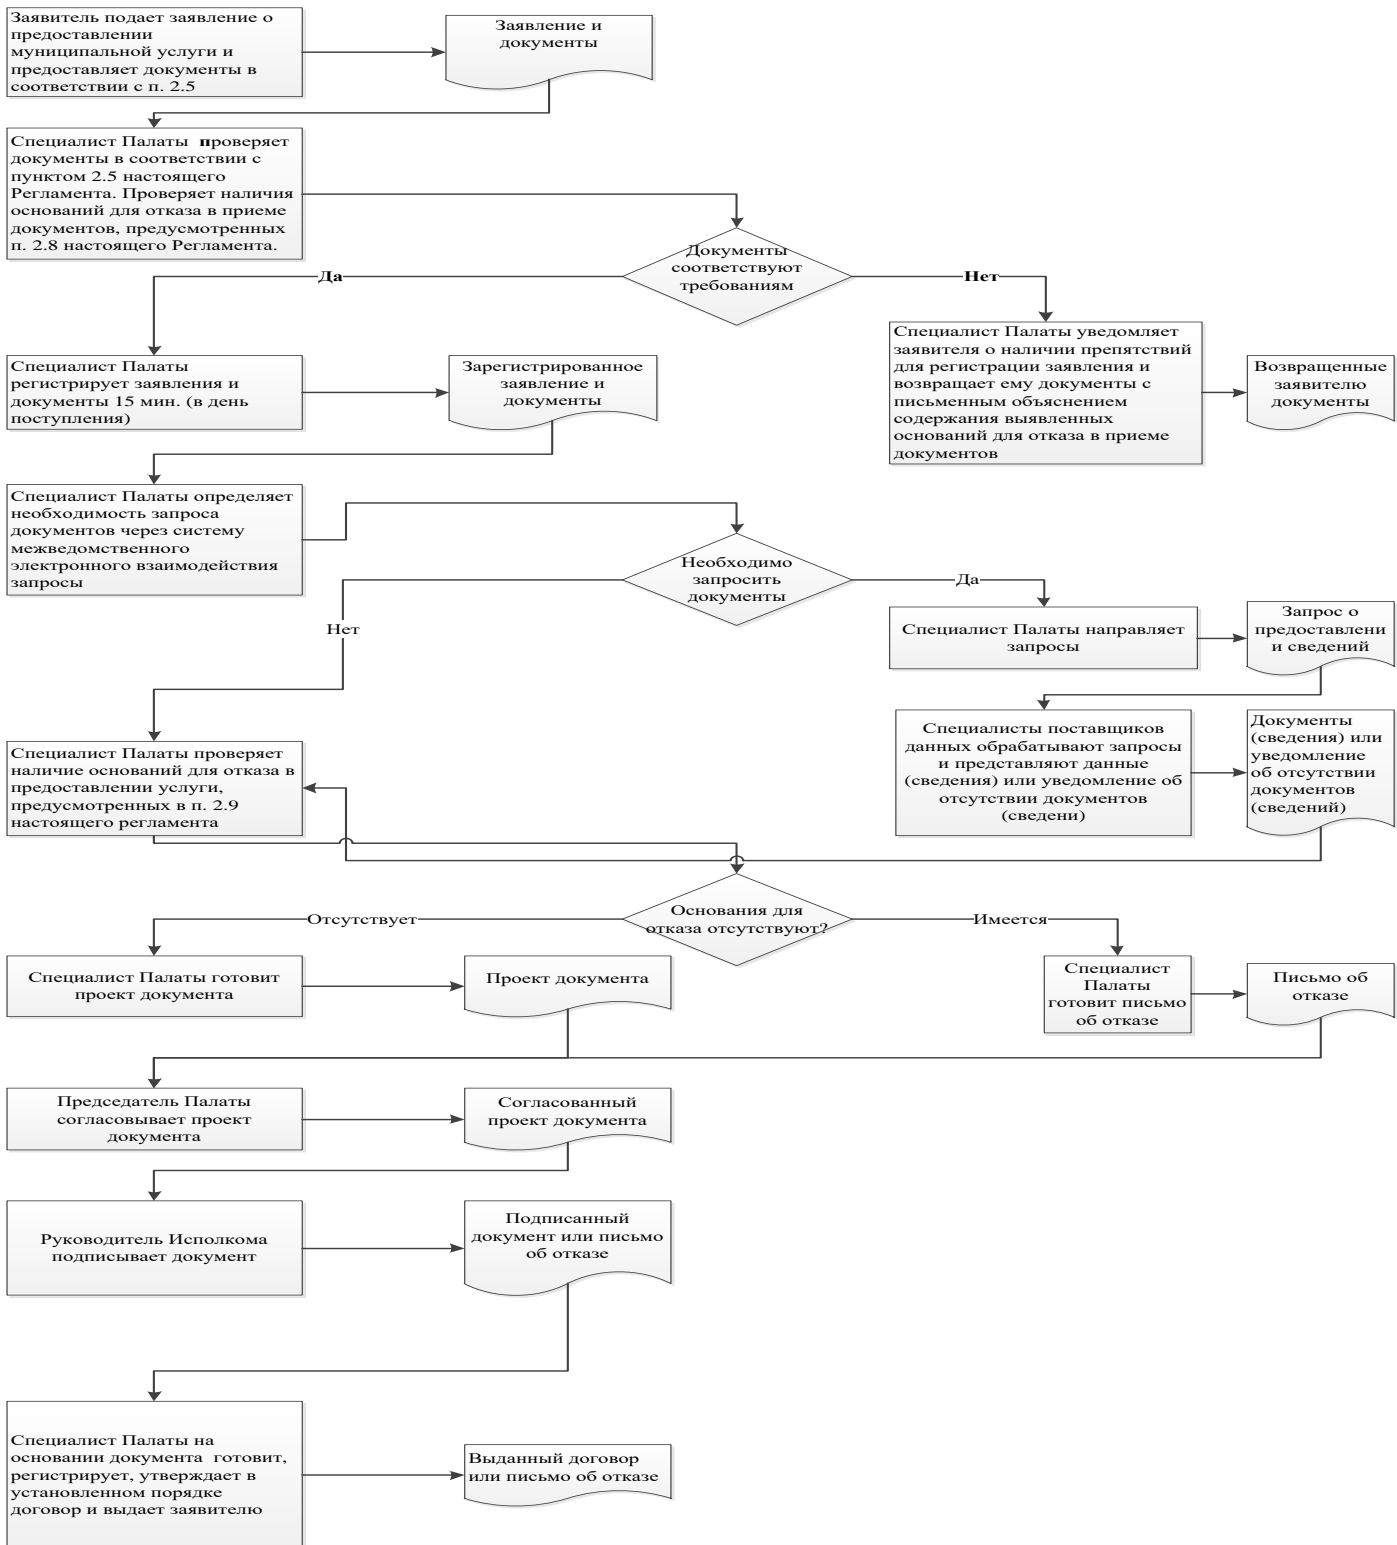 Заявитель подает заявление о
предоставлении
муниципальной услуги и
предоставляет документы в
соответствии с п. 2.5
Заявление и
документы
Специалист Палаты проверяет
документы в соответствии с
пунктом 2.5 настоящего
Регламента. Проверяет наличия
оснований для отказа в приеме
документов, предусмотренных
п. 2.8 настоящего Регламента.
Документы
соответствуют
требованиям
Да
Нет
Специалист Палаты
регистрирует заявления и
документы 15 мин. (в день
поступления)
Зарегистрированное
заявление и
документы
Специалист Палаты уведомляет
заявителя о наличии препятствий
для регистрации заявления и
возвращает ему документы с
письменным объяснением
содержания выявленных
оснований для отказа в приеме
документов
Возвращенные
заявителю
документы
Специалист Палаты определяет
необходимость запроса
документов через систему
межведомственного
электронного взаимодействия
запросы
Необходимо
запросить
документы
Да
Нет
Специалист Палаты направляет
запросы
Запрос о
предоставлени
и сведений
Специалисты поставщиков
данных обрабатывают запросы
и представляют данные
(сведения) или уведомление об
отсутствии документов
(сведени)
Документы
(сведения) или
уведомление
об отсутствии
документов
(сведений)
Специалист Палаты проверяет
наличие оснований для отказа в
предоставлении услуги,
предусмотренных в п. 2.9
настоящего регламента
Основания для
отказа отсутствуют?
Отсутствует
Имеется
Специалист Палаты готовит
проект документа
Проект документа
Специалист
Палаты
готовит письмо
об отказе
Письмо об
отказе
Председатель Палаты
согласовывает проект
документа
Согласованный
проект документа
Руководитель Исполкома
подписывает документ
Подписанный
документ или письмо
об отказе
Специалист Палаты на
основании документа готовит,
регистрирует, утверждает в
установленном порядке
договор и выдает заявителю
Выданный договор
или письмо об отказе